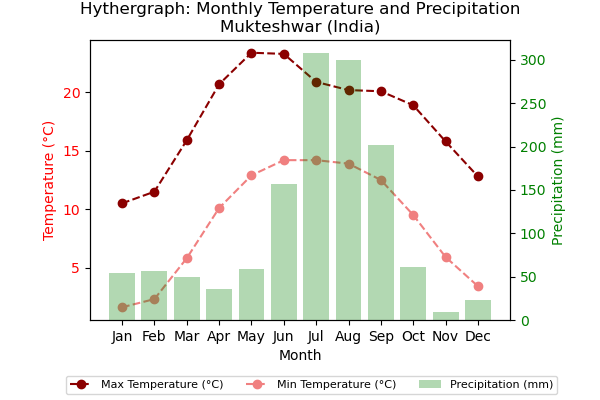 Hythergraph: Monthly Temperature and Precipitation
Mukteshwar (India)
Temperature (°C)
20
15
10
5
Precipitation (mm)
300
250
200
150
100
50
0
Jan Feb Mar Apr May Jun Jul Aug Sep Oct Nov Dec
Month
Max Temperature (°C) Min Temperature (°C) Precipitation (mm)